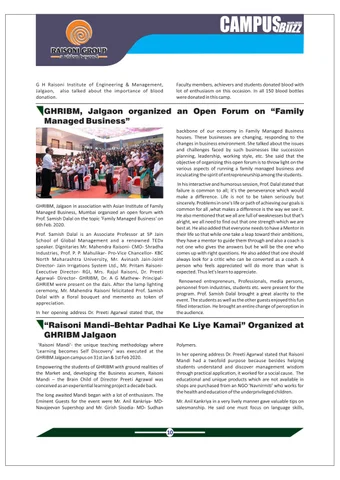 CAMPUS BUZZ
RAISONI GROUP
a vision beyond
G H Raisoni Institute of Engineering & Management,
Jalgaon, also talked about the importance of blood
donation.
Faculty members, achievers and students donated blood with
lot of enthusiasm on this occasion. In all 150 blood bottles
were donated in this camp.
GHRIBM, Jalgaon organized an Open Forum on “Family
Managed Business”
GHRIBM, Jalgaon in association with Asian Institute of Family
Managed Business, Mumbai organized an open forum with
Prof. Samish Dalal on the topic 'Family Managed Business' on
6th Feb. 2020.
Prof. Samish Dalal is an Associate Professor at SP Jain
School of Global Management and a renowned TEDx
speaker. Dignitaries Mr. Mahendra Raisoni- CMD- Shradha
Industries, Prof. P. P. Mahulikar- Pro-Vice Chancellor- KBC
North Maharashtra University, Mr. Avinash Jain-Joint
Director- Jain Irrigations System Ltd., Mr. Pritam Raisoni-
Executive Director- RGI, Mrs. Rajul Raisoni, Dr. Preeti
Agarwal- Director- GHRIBM, Dr. A G Mathew- Principal-
GHRIEM were present on the dais. After the lamp lighting
ceremony, Mr. Mahendra Raisoni felicitated Prof. Samish
Dalal with a floral bouquet and memento as token of
appreciation.
In her opening address Dr. Preeti Agarwal stated that, the
backbone of our economy in Family Managed Business
houses. These businesses are changing, responding to the
changes in business environment. She talked about the issues
and challenges faced by such businesses like succession
planning, leadership, working style, etc. She said that the
objective of organizing this open forum is to throw light on the
various aspects of running a family managed business and
inculcating the spirit of entrepreneurship among the students.
In his interactive and humorous session, Prof. Dalal stated that
failure is common to all; it's the perseverance which would
make a difference. Life is not to be taken seriously but
sincerely. Problems in one's life or path of achieving our goals is
common for all ,what makes a difference is the way we see it.
He also mentioned that we all are full of weaknesses but that's
alright, we all need to find out that one strength which we are
best at. He also added that everyone needs to have a Mentor in
their life so that while one take a leap toward their ambitions,
they have a mentor to guide them through and also a coach is
not one who gives the answers but he will be the one who
comes up with right questions. He also added that one should
always look for a critic who can be converted as a coach. A
person who feels appreciated will do more than what is
expected. Thus let's learn to appreciate.
Renowned entrepreneurs, Professionals, media persons,
personnel from Industries, students etc. were present for the
program. Prof. Samish Dalal brought a great alacrity to the
event. The students as well as the other guests enjoyed this fun
filled interaction. He brought an entire charge of perception in
the audience.
“Raisoni Mandi–Behtar Padhai Ke Liye Kamai” Organized at
GHRIBM Jalgaon
'Raisoni Mandi'- the unique teaching methodology where
'Learning becomes Self Discovery' was executed at the
GHRIBM Jalgaon campus on 31st Jan & 1st Feb 2020.
Empowering the students of GHRIBM with ground realities of
the Market and, developing the Business acumen, Raisoni
Mandi – the Brain Child of Director Preeti Agrawal was
conceived as an experiential learning project a decade back.
The long awaited Mandi began with a lot of enthusiasm. The
Eminent Guests for the event were Mr. Anil Kankriya- MD-
Navajeevan Supershop and Mr. Girish Sisodia- MD- Sudhan
Polymers.
In her opening address Dr. Preeti Agerwal stated that Raisoni
Mandi had a twofold purpose because besides helping
students understand and discover management wisdom
through practical application, it worked for a social cause. The
educational and unique products which are not available in
shops are purchased from an NGO 'Navnirmiti' who works for
the health and education of the underprivileged children.
Mr. Anil Kankriya in a very lively manner gave valuable tips on
salesmanship. He said one must focus on language skills,
10